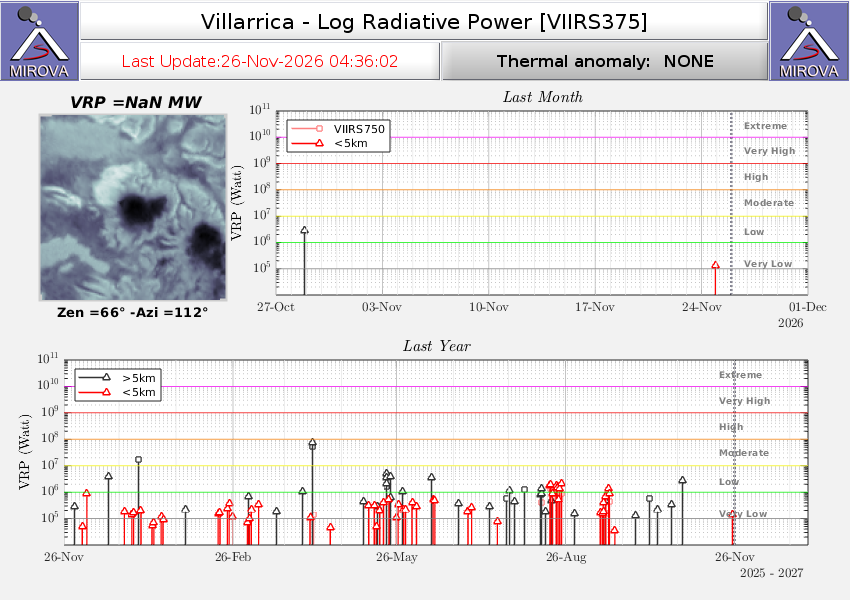 Villarrica - Log Radiative Power [VIIRS375]
MIROVA
Last Update:26-Nov-2026 04:36:02
Thermal anomaly: NONE
MIROVA
VRP =NaN MW
Zen =66° -Azi =112°
Last Month
VRP (Watt)
10^11
10^10
10^9
10^8
10^7
10^6
10^5
VIIRS750
<5km
Extreme
Very High
High
Moderate
Low
Very Low
27-Oct
03-Nov
10-Nov
17-Nov
24-Nov
01-Dec
2026
Last Year
VRP (Watt)
10^11
10^10
10^9
10^8
10^7
10^6
10^5
>5km
<5km
Extreme
Very High
High
Moderate
Low
Very Low
26-Nov
26-Feb
26-May
26-Aug
26-Nov
2025 - 2027